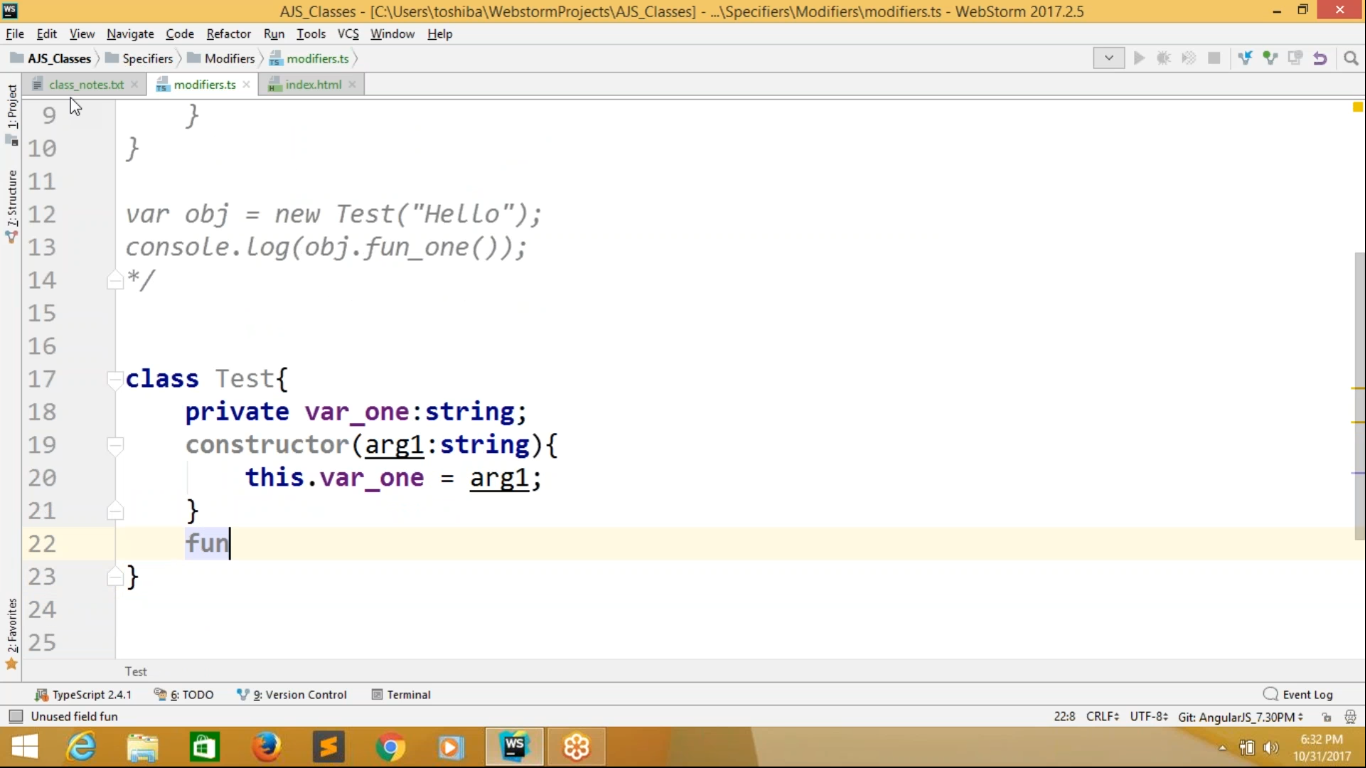 AJS_Classes - [C:\Users\toshiba\WebstormProjects\AJS_Classes] - ...\Specifiers\Modifiers\modifiers.ts - WebStorm 2017.2.5
File Edit View Navigate Code Refactor Run Tools VCS Window Help
AJS_Classes Specifiers Modifiers modifiers.ts
class_notes.txt modifiers.ts index.html
1: Project
7: Structure
2: Favorites
9 }
10 }
11
12 var obj = new Test("Hello");
13 console.log(obj.fun_one());
14 */
15
16
17 class Test{
18 private var_one:string;
19 constructor(arg1:string){
20 this.var_one = arg1;
21 }
22 fun
23 }
24
25
Test
TypeScript 2.4.1 6: TODO 9: Version Control Terminal Event Log
Unused field fun 22:8 CRLF UTF-8 Git: AngularJS_7.30PM
6:32 PM
10/31/2017